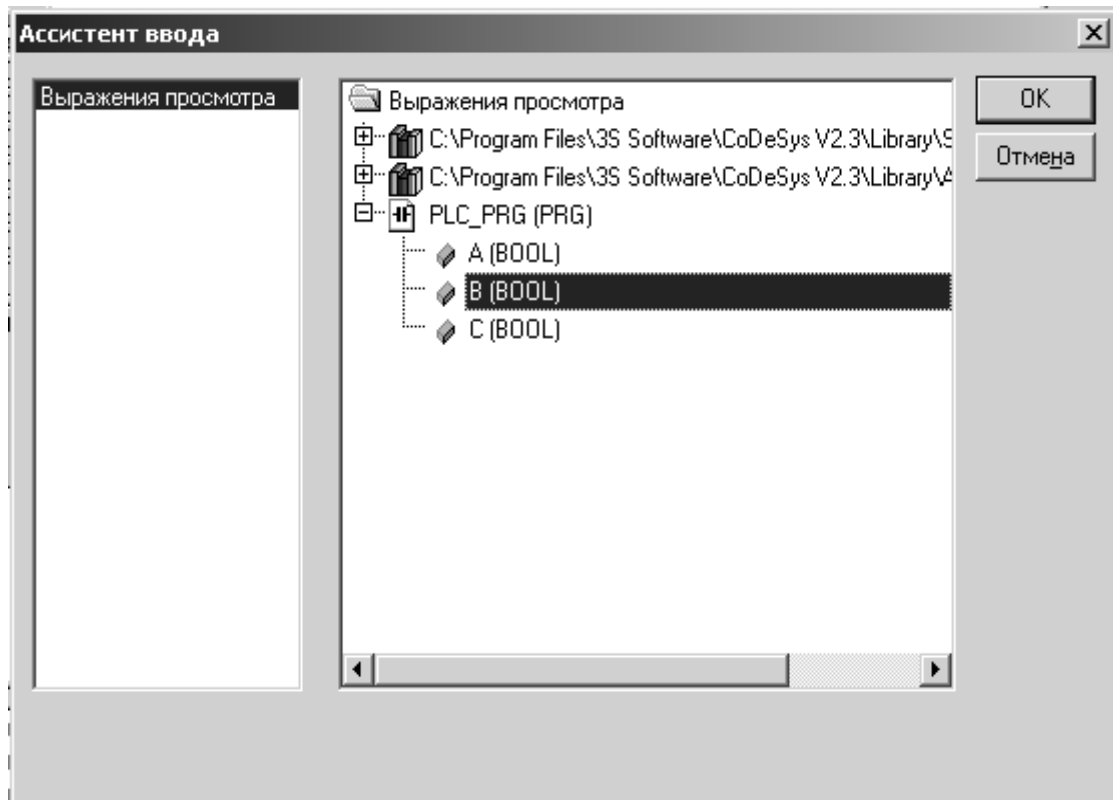 Ассистент ввода
Выражения просмотра
Выражения просмотра
C:\Program Files\3S Software\CoDeSys V2.3\Library\S
C:\Program Files\3S Software\CoDeSys V2.3\Library\A
PLC_PRG (PRG)
A (BOOL)
B (BOOL)
C (BOOL)
OK
Отмена